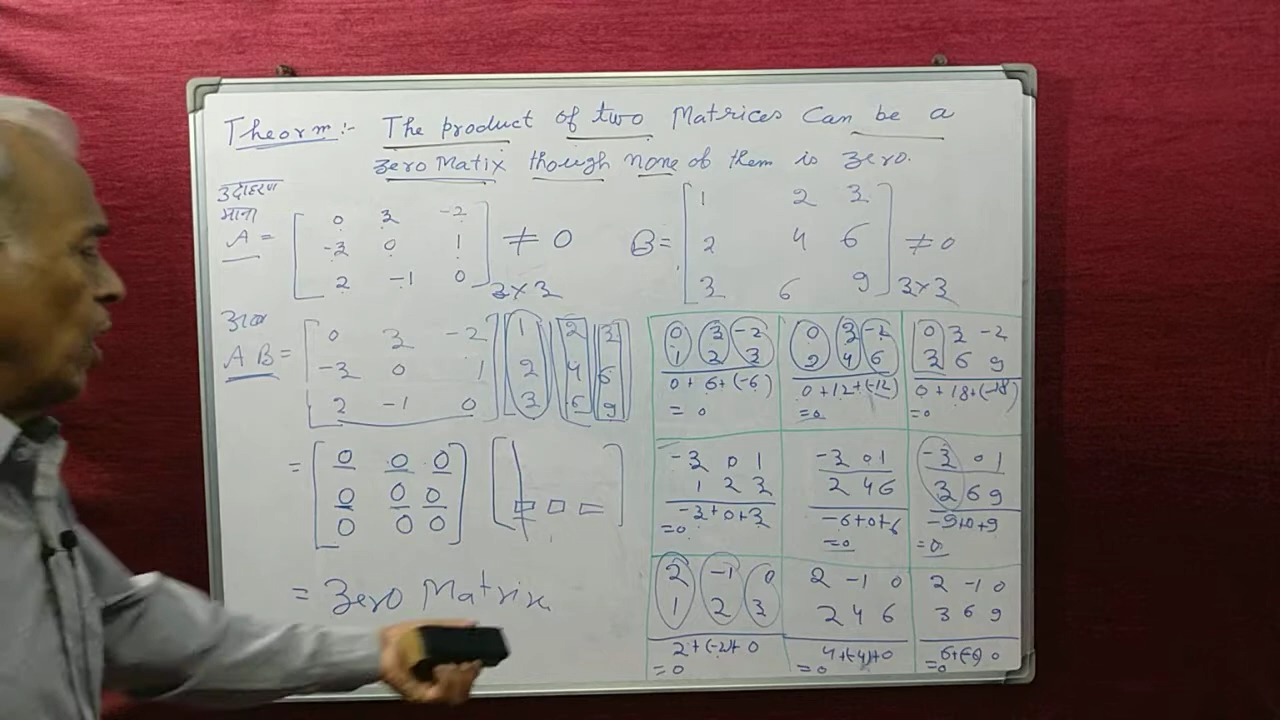 Theorm :- The product of two Matrices Can be a
zero Matix though none of them is zero.
उदाहरण
माना
A = [ 0 3 -2
-3 0 1
2 -1 0 ] 3×3 ≠ 0
B = [ 1 2 3
2 4 6
3 6 9 ] 3×3 ≠ 0
अतः
AB = [ 0 3 -2
-3 0 1
2 -1 0 ] [ 1 2 3
2 4 6
3 6 9 ]
= [ 0 0 0
0 0 0
0 0 0 ] [ ]
= Zero Matrix
0 3 -2
1 2 3
0 + 6 + (-6)
= 0
0 3 -2
2 4 6
0 + 12 + (-12)
= 0
0 3 -2
3 6 9
0 + 18 + (-18)
= 0
-3 0 1
1 2 3
-3 + 0 + 3
= 0
-3 0 1
2 4 6
-6 + 0 + 6
= 0
-3 0 1
3 6 9
-9 + 0 + 9
= 0
2 -1 0
1 2 3
2 + (-2) + 0
= 0
2 -1 0
2 4 6
4 + (-4) + 0
= 0
2 -1 0
3 6 9
6 + (-6) 0
= 0